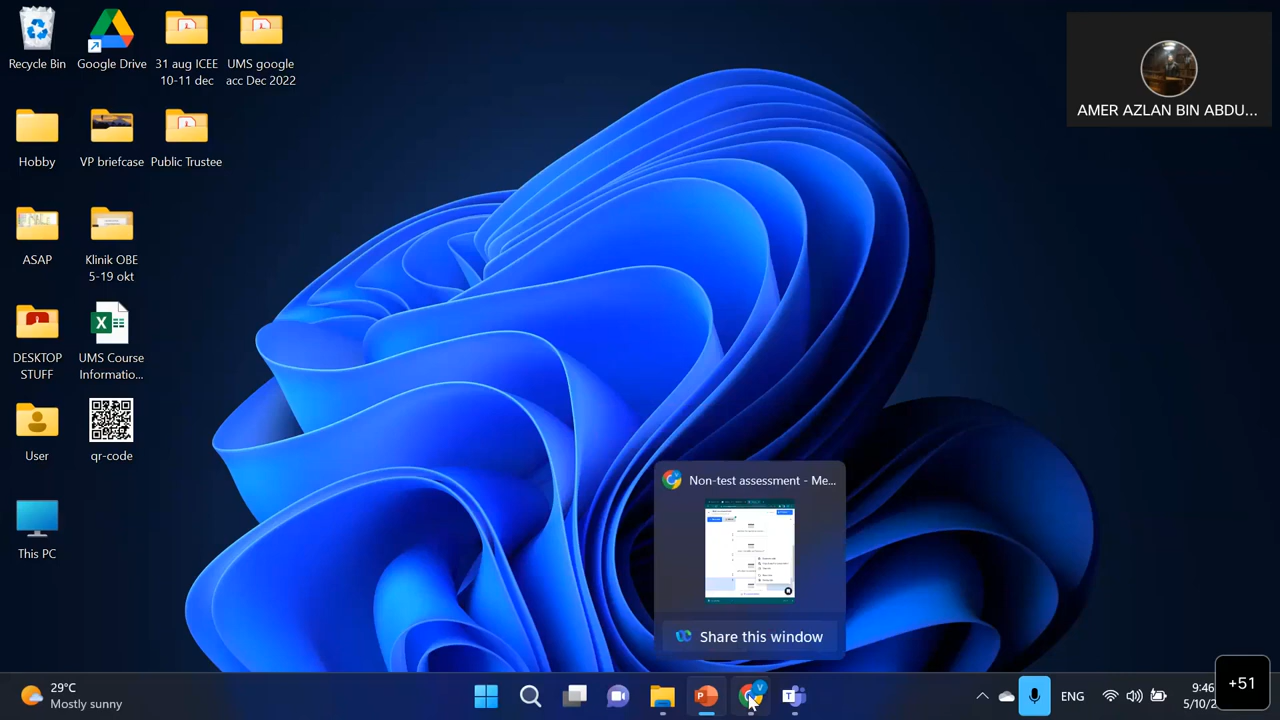 Recycle Bin
Google Drive
31 aug ICEE
10-11 dec
UMS google
acc Dec 2022
Hobby
VP briefcase
Public Trustee
ASAP
Klinik OBE
5-19 okt
DESKTOP
STUFF
UMS Course
Informatio...
User
qr-code
This PC
AMER AZLAN BIN ABDU...
Non-test assessment - Me...
Share this window
29°C
Mostly sunny
ENG
9:46
5/10/2
+51